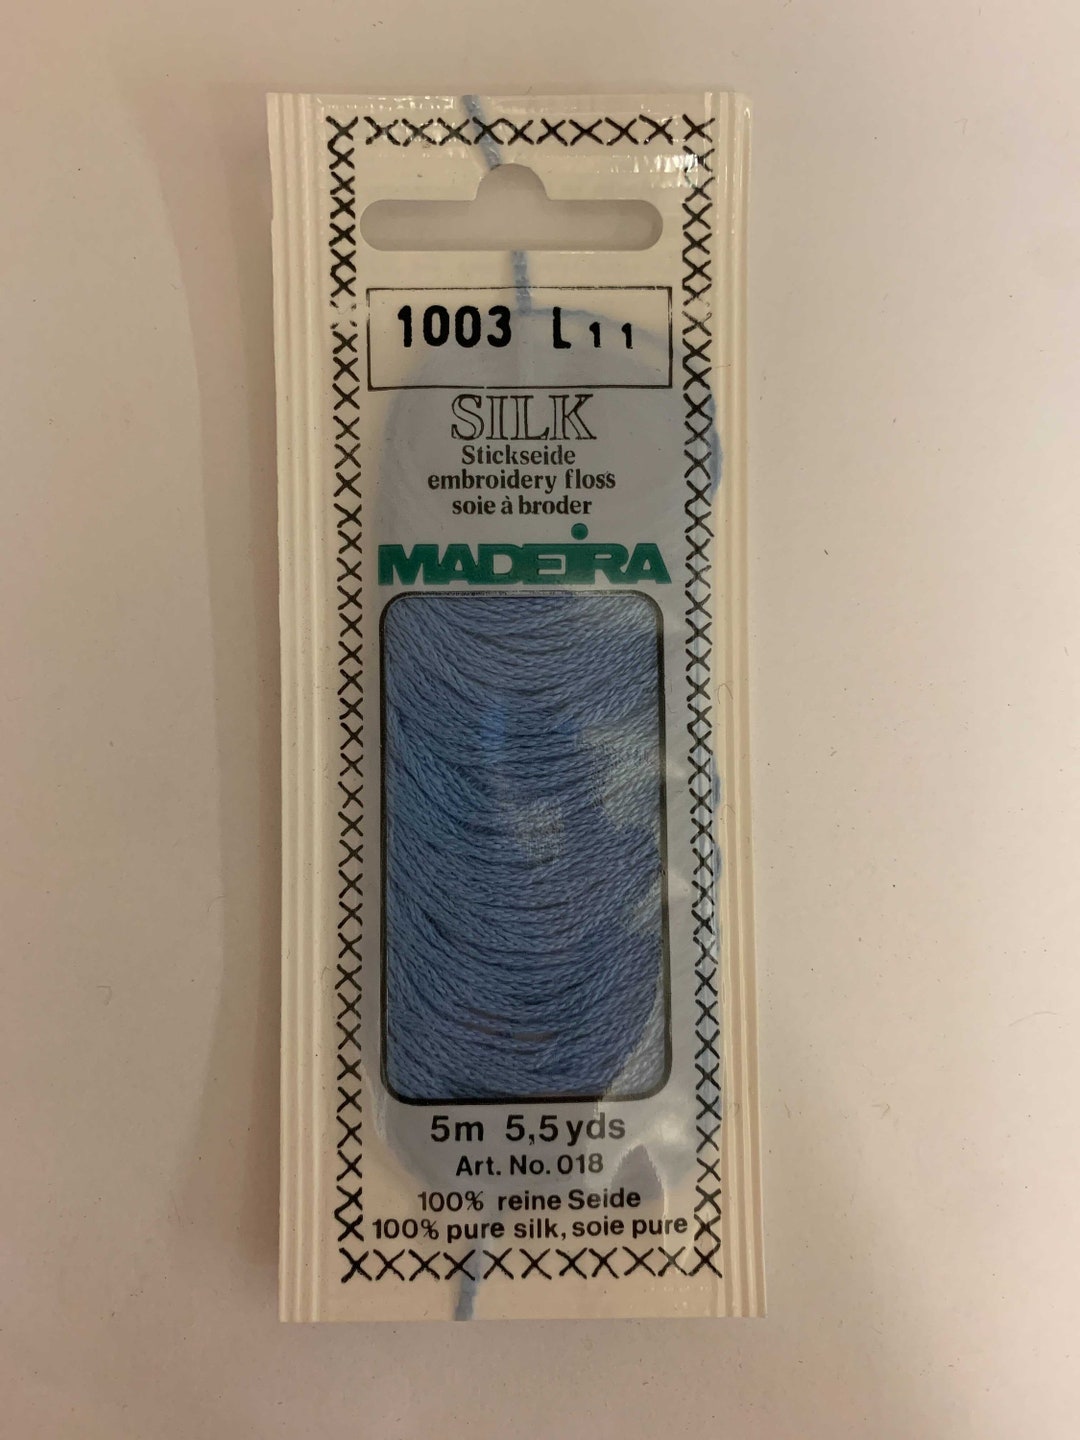 1003 L11
SILK
Stickseide
embroidery floss
soie à broder
MADEIRA
5m 5,5yds
Art. No. 018
100% reine Seide
100% pure silk, soie pure